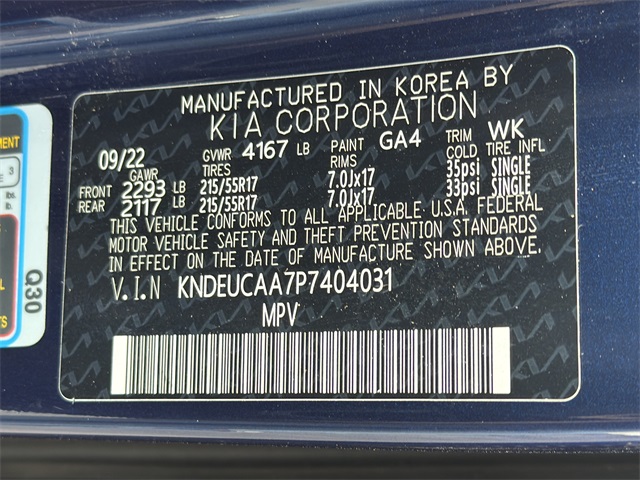 MANUFACTURED IN KOREA BY
KIA CORPORATION
09/22 GVWR 4167 LB PAINT GA4 TRIM WK
GAWR TIRES RIMS COLD TIRE INFL
FRONT 2293 LB 215/55R17 7.0Jx17 35psi SINGLE
REAR 2117 LB 215/55R17 7.0Jx17 33psi SINGLE
THIS VEHICLE CONFORMS TO ALL APPLICABLE U.S.A. FEDERAL
MOTOR VEHICLE SAFETY AND THEFT PREVENTION STANDARDS
IN EFFECT ON THE DATE OF MANUFACTURE SHOWN ABOVE.
V.I.N KNDEUCAA7P7404031
MPV
3
lbs.
lb.
Q30